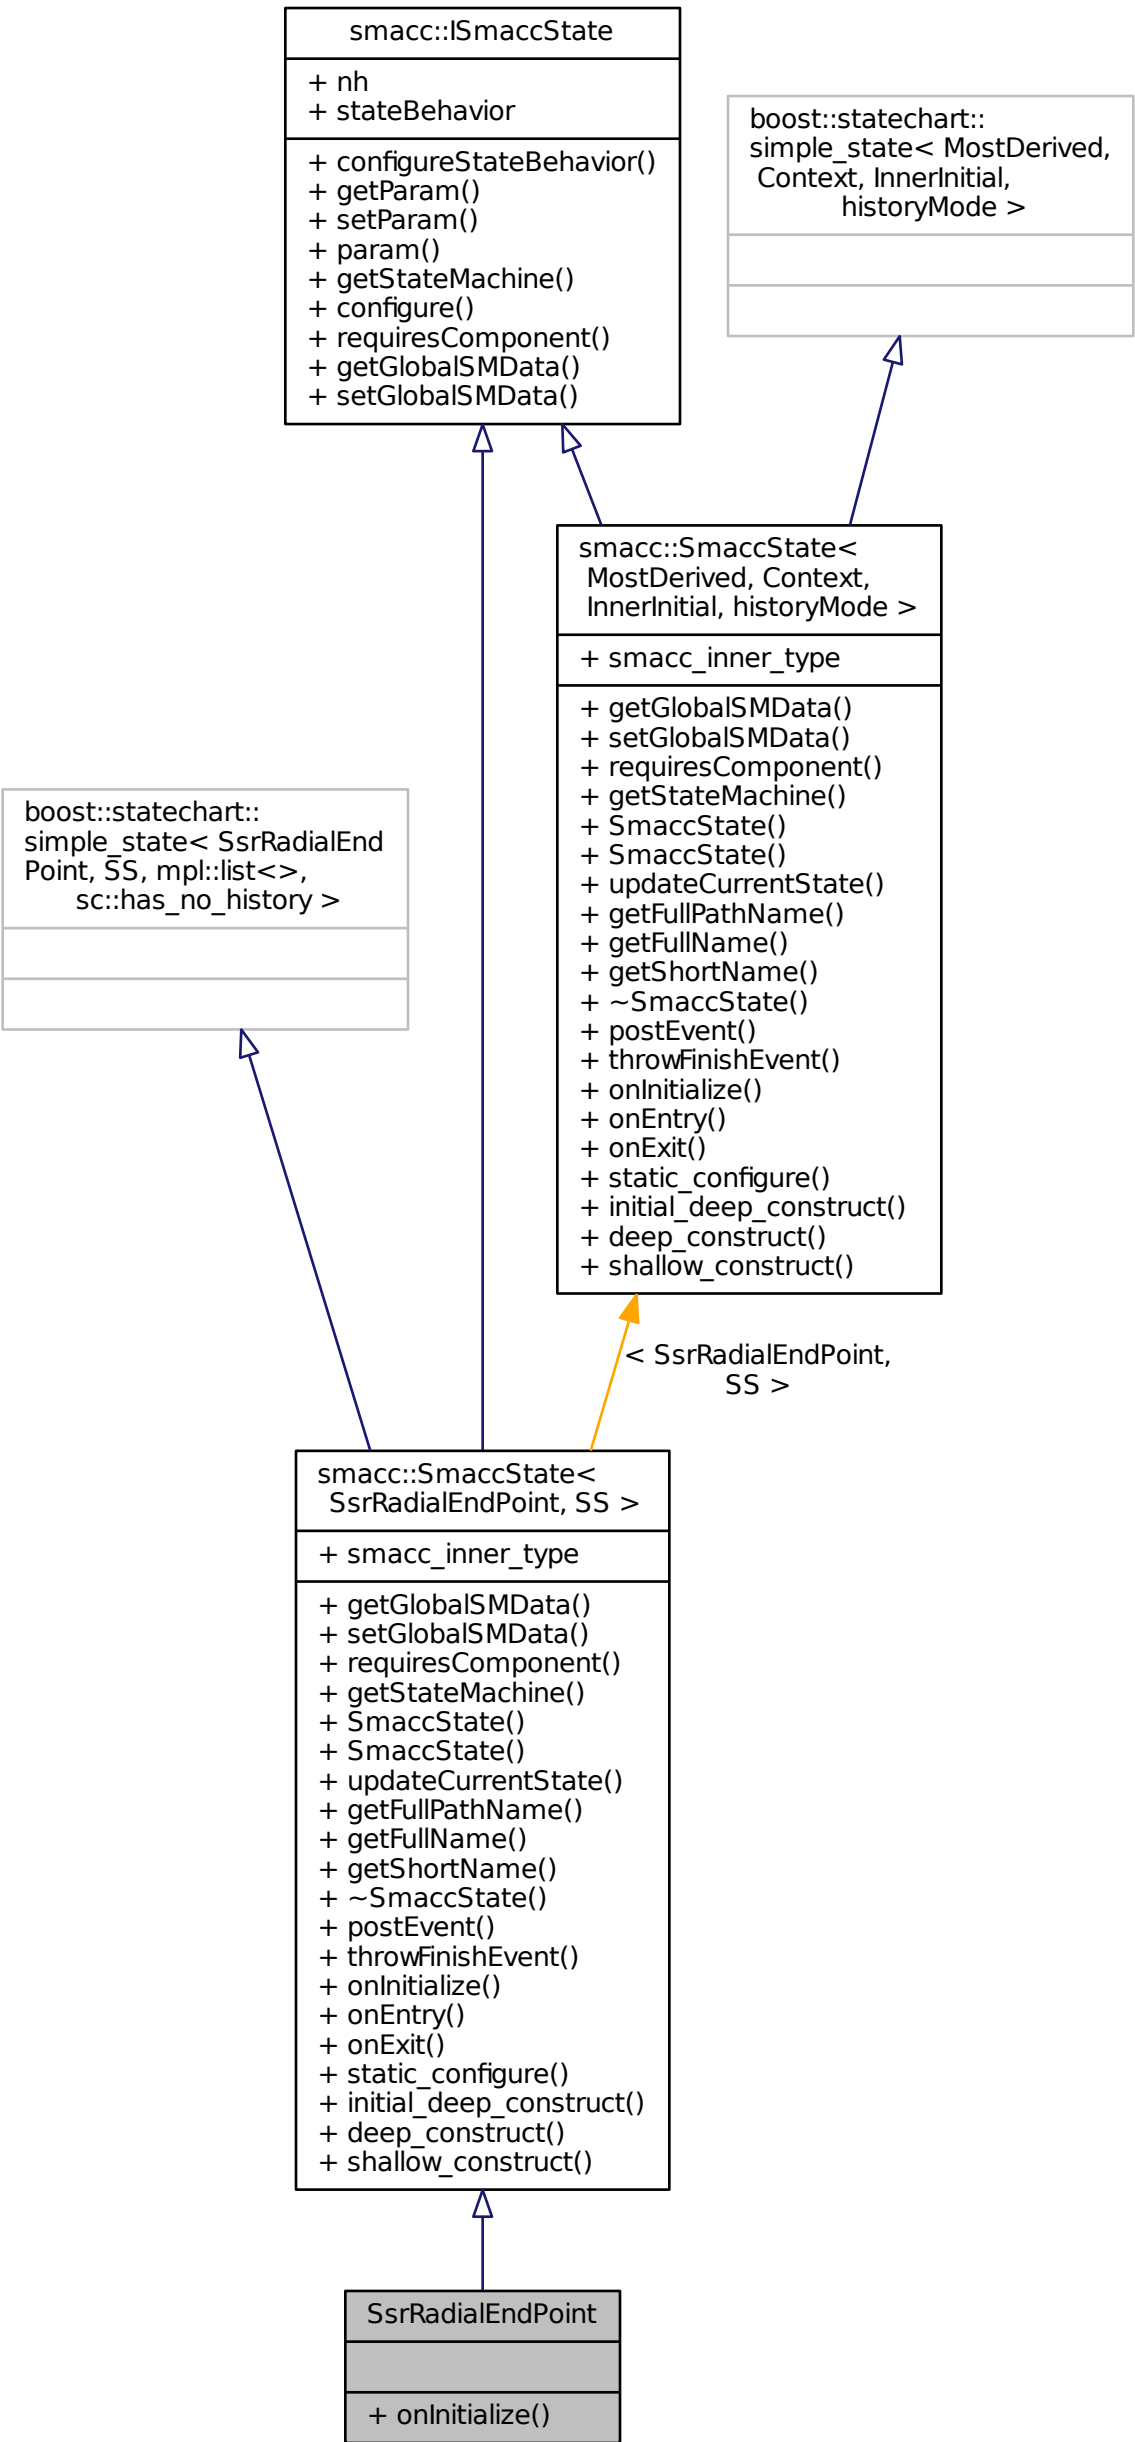 smacc::ISmaccState
+ nh
+ stateBehavior
+ configureStateBehavior()
+ getParam()
+ setParam()
+ param()
+ getStateMachine()
+ configure()
+ requiresComponent()
+ getGlobalSMData()
+ setGlobalSMData()
boost::statechart::
simple_state< MostDerived,
Context, InnerInitial,
historyMode >
smacc::SmaccState<
MostDerived, Context,
InnerInitial, historyMode >
+ smacc_inner_type
+ getGlobalSMData()
+ setGlobalSMData()
+ requiresComponent()
+ getStateMachine()
+ SmaccState()
+ SmaccState()
+ updateCurrentState()
+ getFullPathName()
+ getFullName()
+ getShortName()
+ ~SmaccState()
+ postEvent()
+ throwFinishEvent()
+ onInitialize()
+ onEntry()
+ onExit()
+ static_configure()
+ initial_deep_construct()
+ deep_construct()
+ shallow_construct()
boost::statechart::
simple_state< SsrRadialEnd
Point, SS, mpl::list<>,
sc::has_no_history >
< SsrRadialEndPoint,
SS >
smacc::SmaccState<
SsrRadialEndPoint, SS >
+ smacc_inner_type
+ getGlobalSMData()
+ setGlobalSMData()
+ requiresComponent()
+ getStateMachine()
+ SmaccState()
+ SmaccState()
+ updateCurrentState()
+ getFullPathName()
+ getFullName()
+ getShortName()
+ ~SmaccState()
+ postEvent()
+ throwFinishEvent()
+ onInitialize()
+ onEntry()
+ onExit()
+ static_configure()
+ initial_deep_construct()
+ deep_construct()
+ shallow_construct()
SsrRadialEndPoint
+ onInitialize()